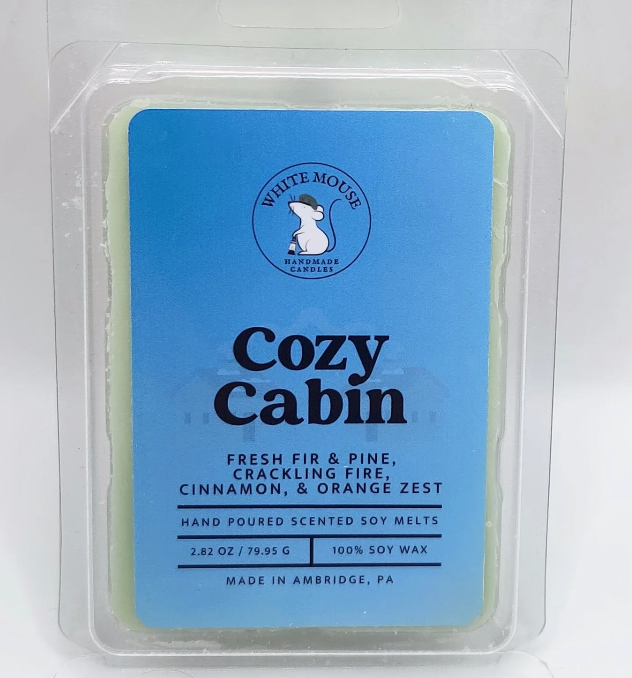 WHITE MOUSE
HANDMADE
CANDLES
Cozy
Cabin
FRESH FIR & PINE,
CRACKLING FIRE,
CINNAMON, & ORANGE ZEST
HAND POURED SCENTED SOY MELTS
2.82 OZ / 79.95 G
100% SOY WAX
MADE IN AMBRIDGE, PA